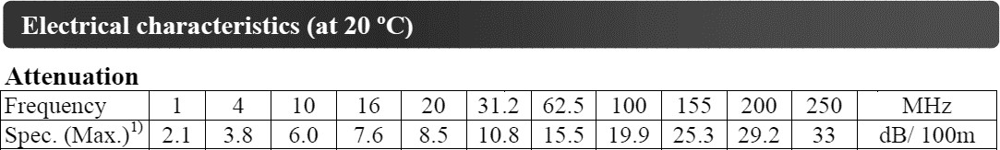 Electrical characteristics (at 20 ºC)
Attenuation
Frequency 1 4 10 16 20 31.2 62.5 100 155 200 250 MHz
Spec. (Max.)1) 2.1 3.8 6.0 7.6 8.5 10.8 15.5 19.9 25.3 29.2 33 dB/ 100m